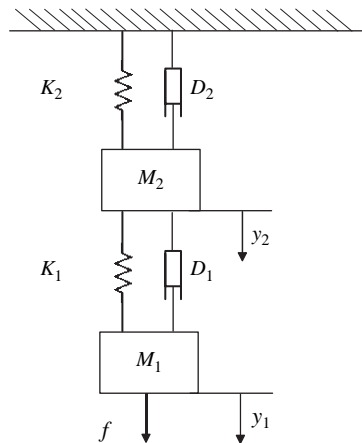 K₂ D₂
M₂
y₂
K₁ D₁
M₁
f y₁